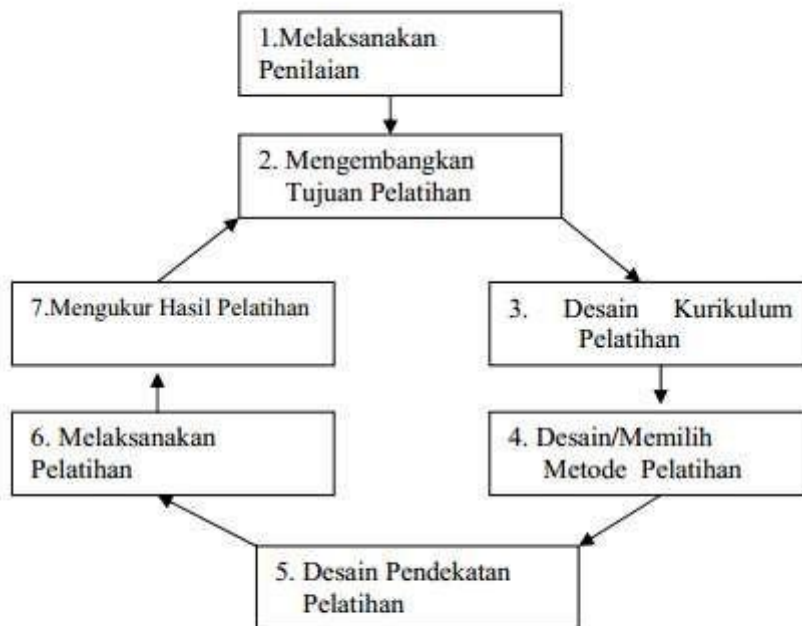 1.Melaksanakan
Penilaian
2. Mengembangkan
Tujuan Pelatihan
3. Desain Kurikulum
Pelatihan
4. Desain/Memilih
Metode Pelatihan
5. Desain Pendekatan
Pelatihan
6. Melaksanakan
Pelatihan
7.Mengukur Hasil Pelatihan